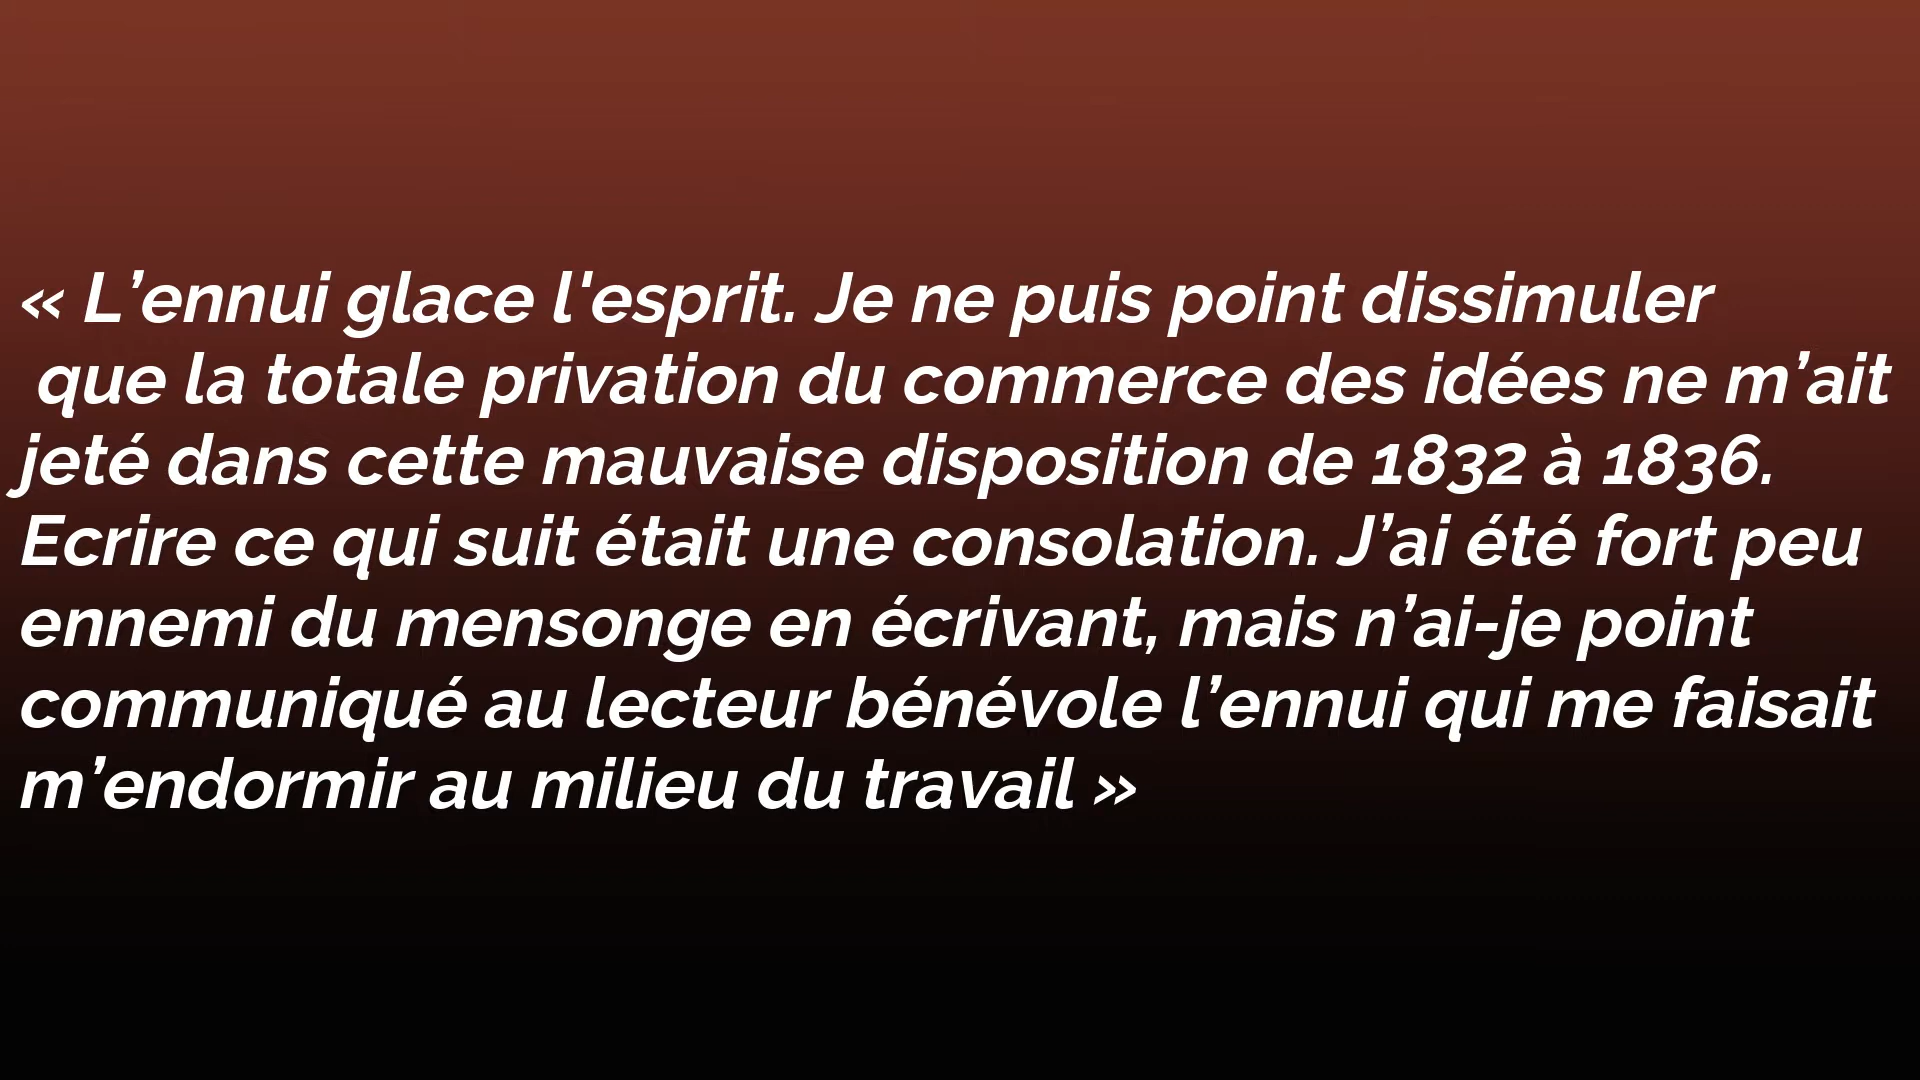 « L’ennui glace l'esprit. Je ne puis point dissimuler
que la totale privation du commerce des idées ne m’ait
jeté dans cette mauvaise disposition de 1832 à 1836.
Ecrire ce qui suit était une consolation. J’ai été fort peu
ennemi du mensonge en écrivant, mais n’ai-je point
communiqué au lecteur bénévole l’ennui qui me faisait
m’endormir au milieu du travail »